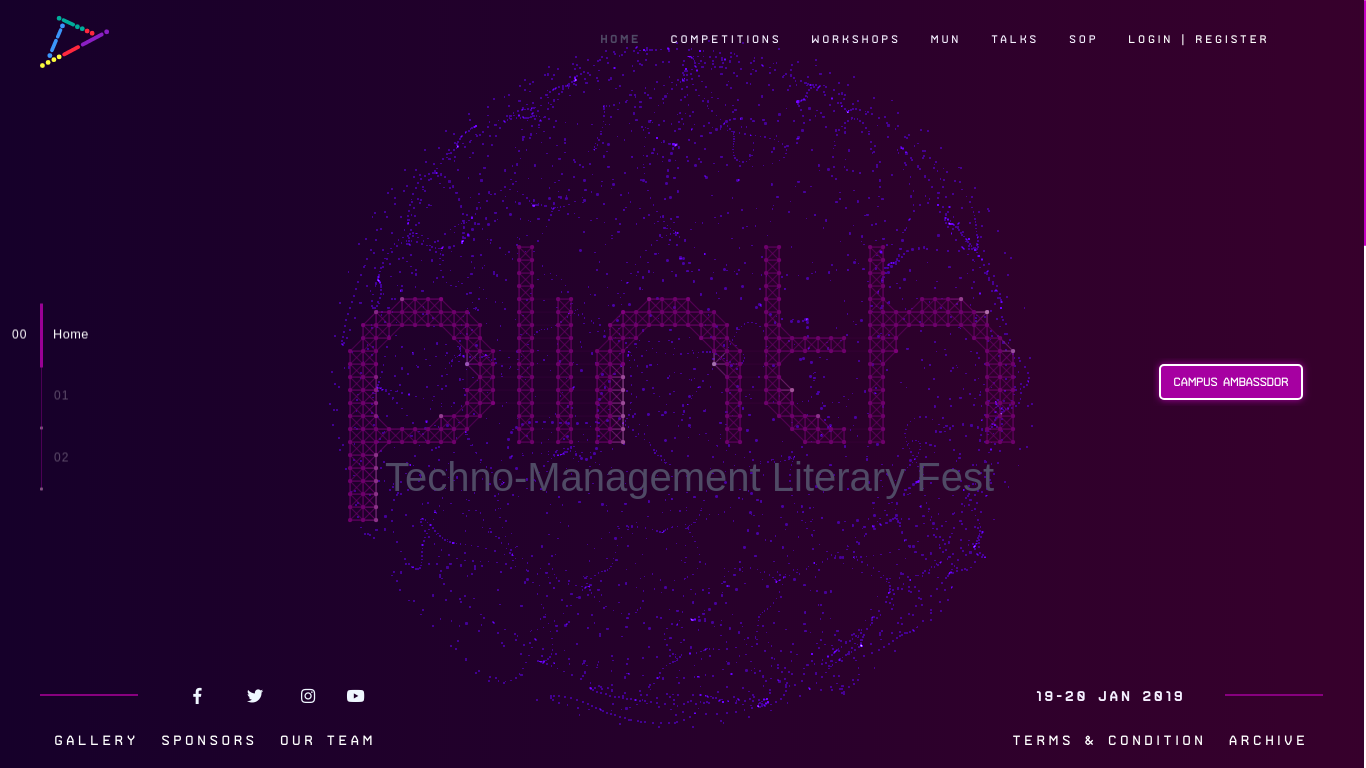 HOME COMPETITIONS WORKSHOPS MUN TALKS SOP LOGIN | REGISTER
plinth
00 Home
CAMPUS AMBASSDOR
01
02
Techno-Management Literary Fest
19-20 JAN 2019
GALLERY SPONSORS OUR TEAM
TERMS & CONDITION ARCHIVE